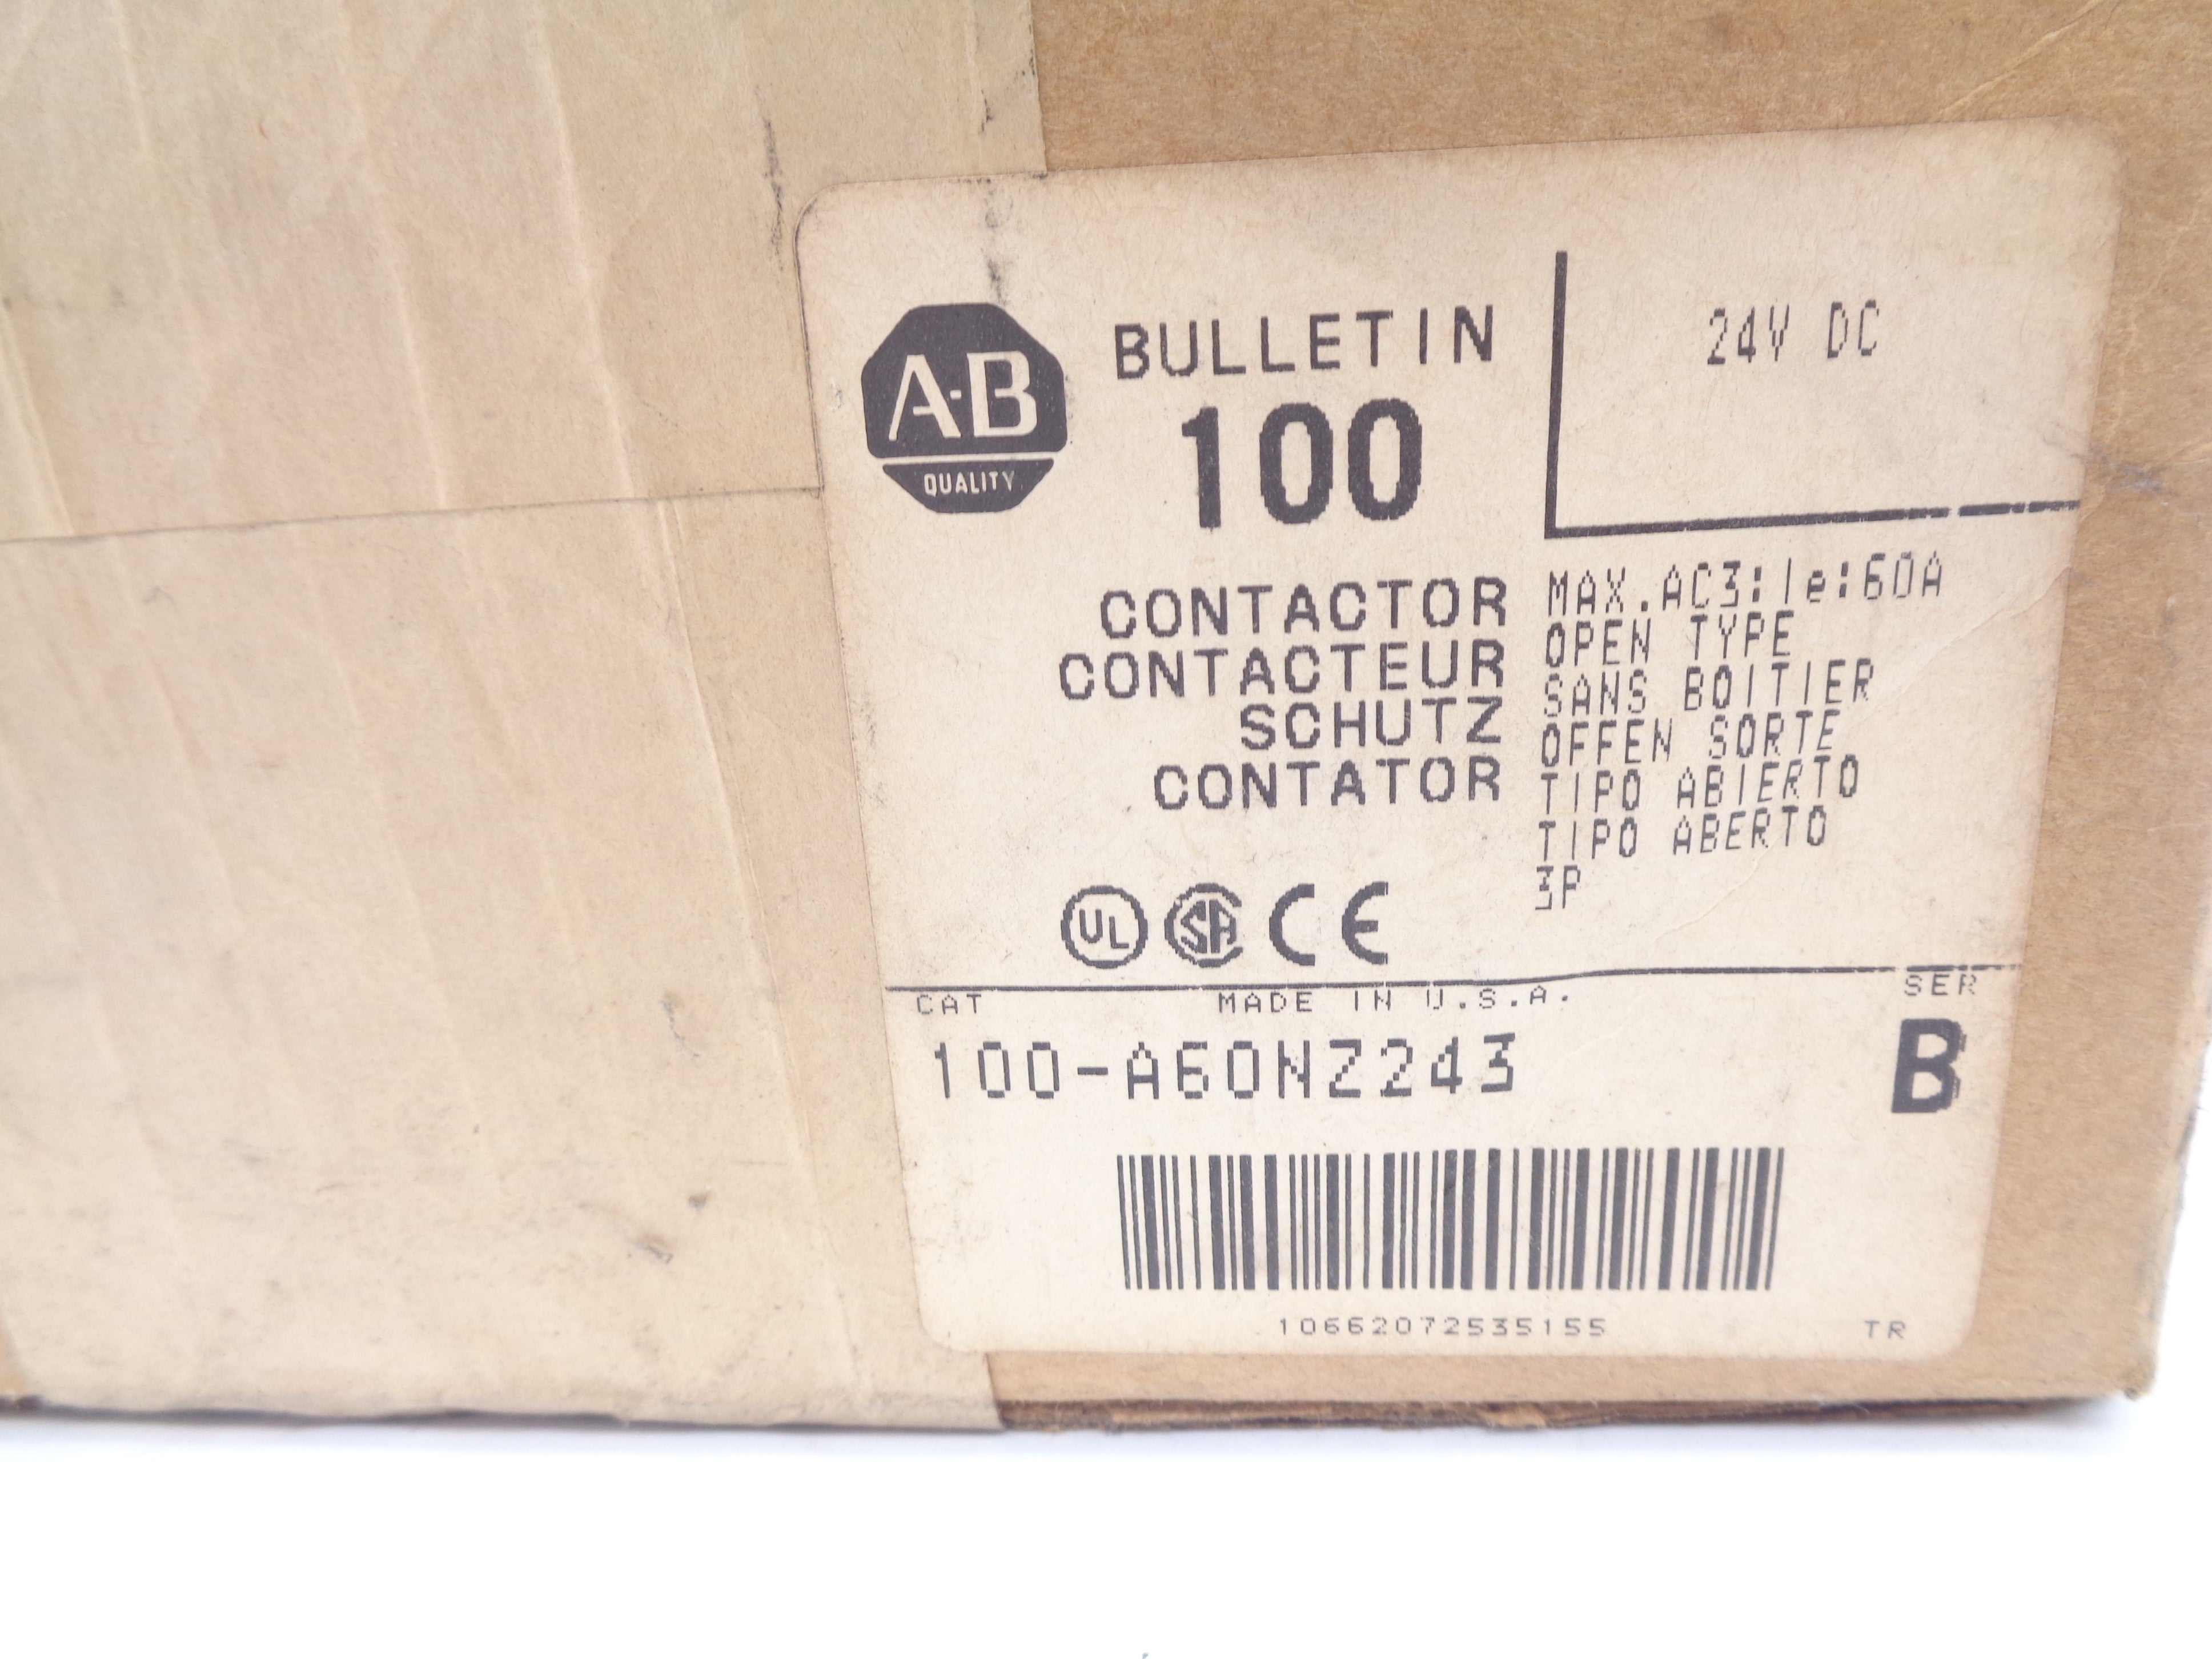 A-B
QUALITY
BULLETIN
100
24V DC
CONTACTOR
CONTACTEUR
SCHUTZ
CONTATOR
MAX.AC3:Ie:60A
OPEN TYPE
SANS BOITIER
OFFEN SORTE
TIPO ABIERTO
TIPO ABERTO
3P
UL SA CE
CAT MADE IN U.S.A. SER
100-A60NZ243 B
10662072535155 TR